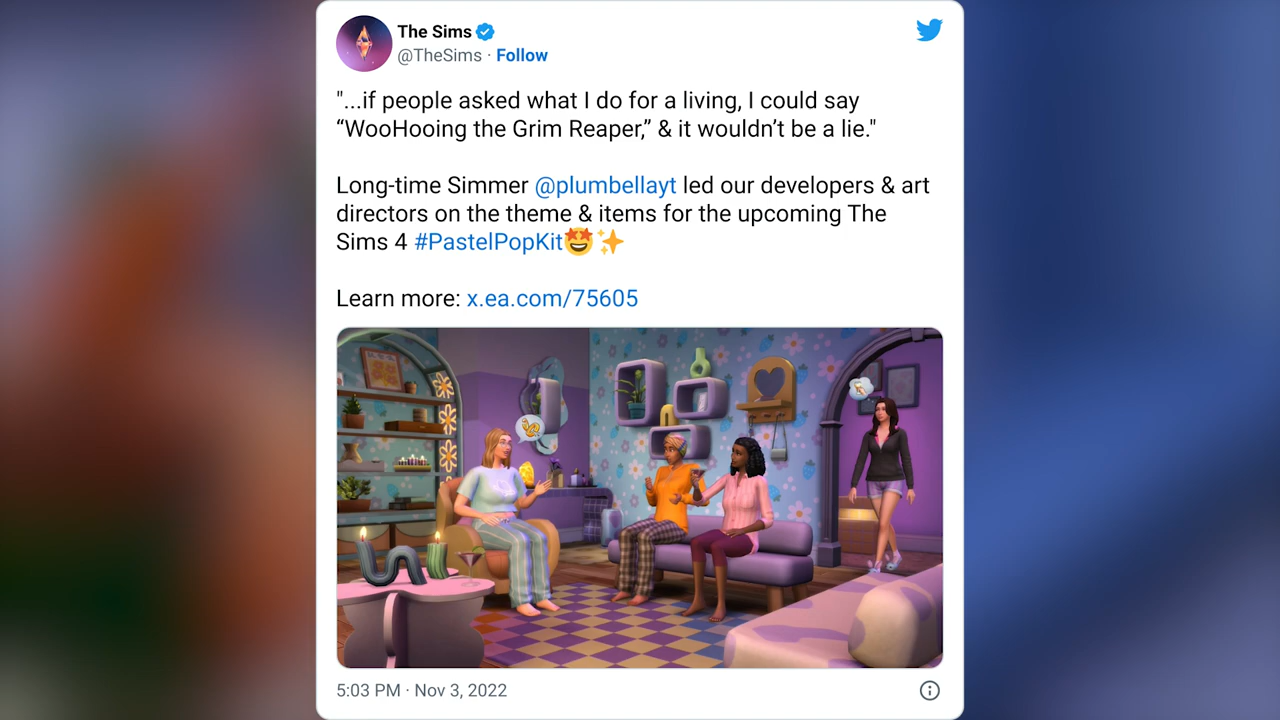 The Sims
@TheSims · Follow
"...if people asked what I do for a living, I could say
“WooHooing the Grim Reaper,” & it wouldn’t be a lie."
Long-time Simmer @plumbellayt led our developers & art
directors on the theme & items for the upcoming The
Sims 4 #PastelPopKit🤩✨
Learn more: x.ea.com/75605
5:03 PM · Nov 3, 2022